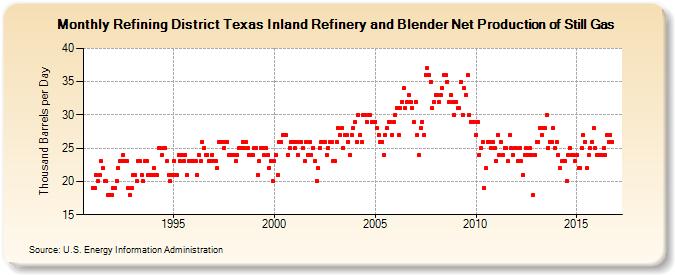 Monthly Refining District Texas Inland Refinery and Blender Net Production of Still Gas
Thousand Barrels per Day
40
35
30
25
20
15
1995 2000 2005 2010 2015
Source: U.S. Energy Information Administration